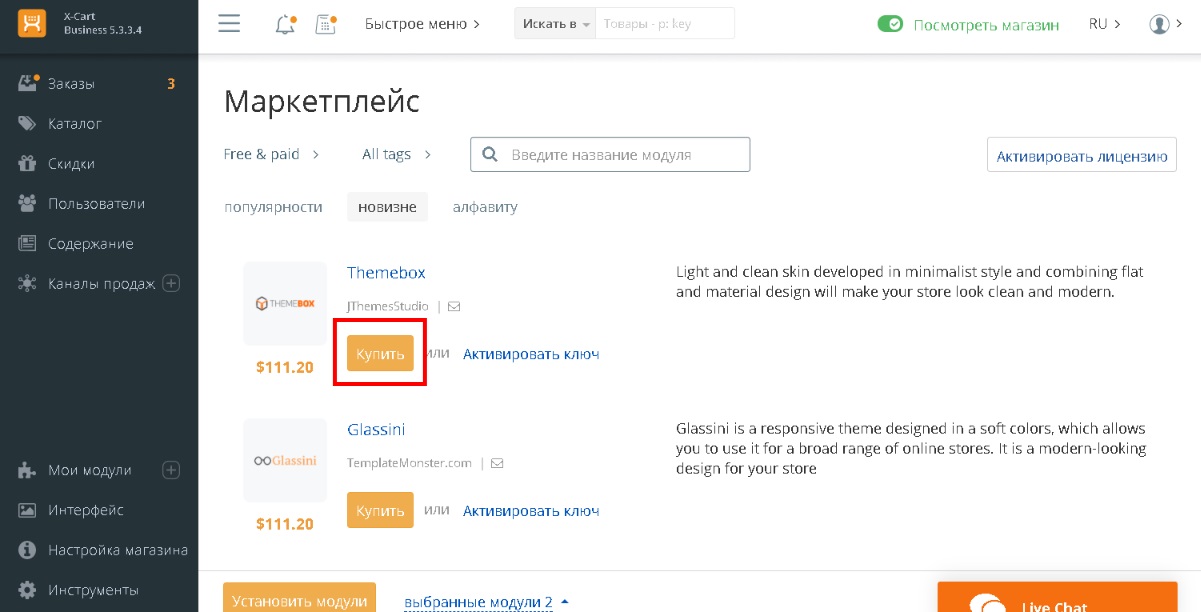 X-Cart
Business 5.3.3.4
Быстрое меню
Искать в
Товары - p: key
Посмотреть магазин
RU
Заказы
3
Каталог
Скидки
Пользователи
Содержание
Каналы продаж
Мои модули
Интерфейс
Настройка магазина
Инструменты
Маркетплейс
Free & paid
All tags
Введите название модуля
Активировать лицензию
популярности
новизне
алфавиту
THEMEBOX
$111.20
Themebox
JThemesStudio |
Купить
или
Активировать ключ
Light and clean skin developed in minimalist style and combining flat
and material design will make your store look clean and modern.
Glassini
$111.20
Glassini
TemplateMonster.com |
Купить
или
Активировать ключ
Glassini is a responsive theme designed in a soft colors, which allows
you to use it for a broad range of online stores. It is a modern-looking
design for your store
Установить модули
выбранные модули 2
Live Chat